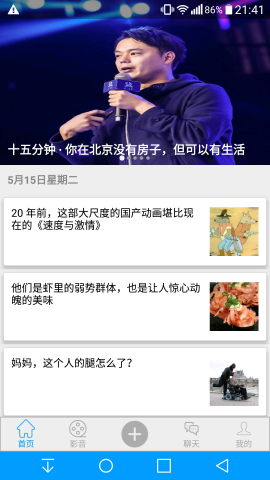 86% 21:41
十五分钟 · 你在北京没有房子，但可以有生活
5月15日星期二
20 年前，这部大尺度的国产动画堪比现
在的《速度与激情》
他们是虾里的弱势群体，也是让人惊心动
魄的美味
妈妈，这个人的腿怎么了？
首页 影音 聊天 我的